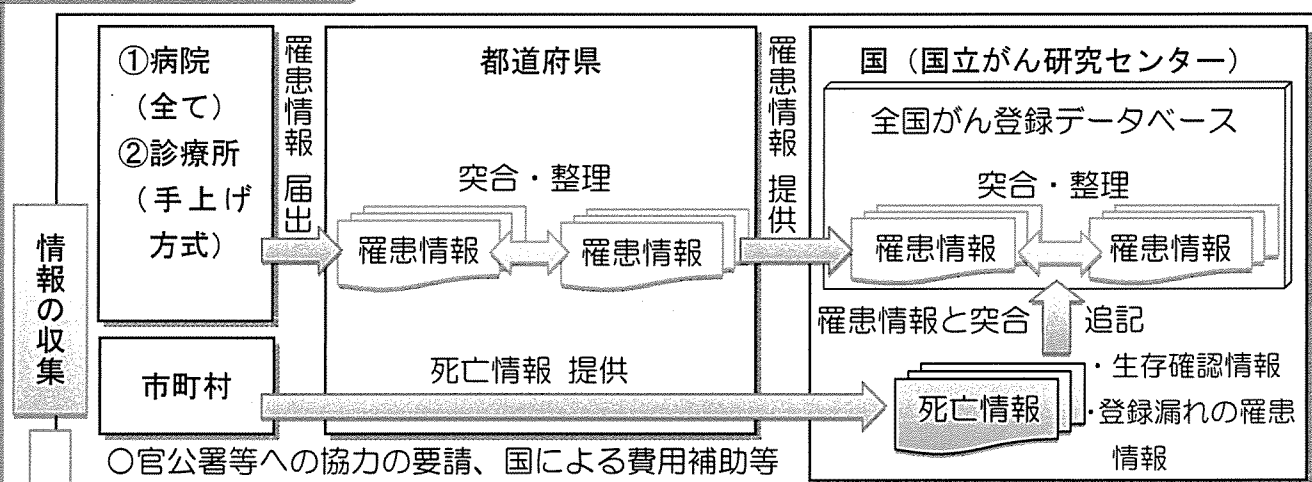 情報の収集
①病院
（全て）
②診療所
（手上げ
方式）
罹患情報 届出
都道府県
突合・整理
罹患情報
罹患情報
罹患情報 提供
国（国立がん研究センター）
全国がん登録データベース
突合・整理
罹患情報
罹患情報
罹患情報と突合
追記
市町村
死亡情報 提供
死亡情報
・生存確認情報
・登録漏れの罹患
情報
○官公署等への協力の要請、国による費用補助等